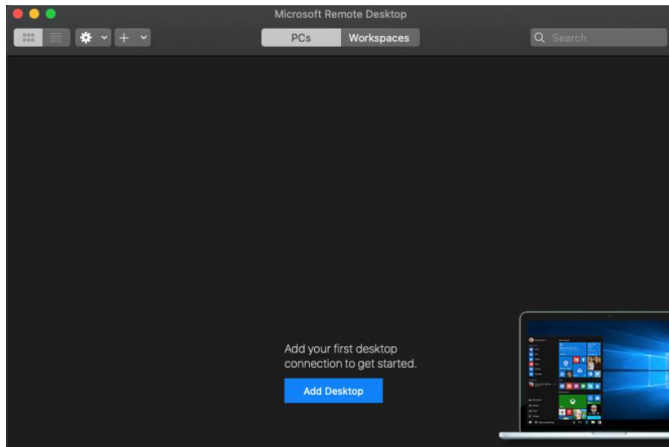 Microsoft Remote Desktop
PCs Workspaces
Search
Add your first desktop
connection to get started.
Add Desktop